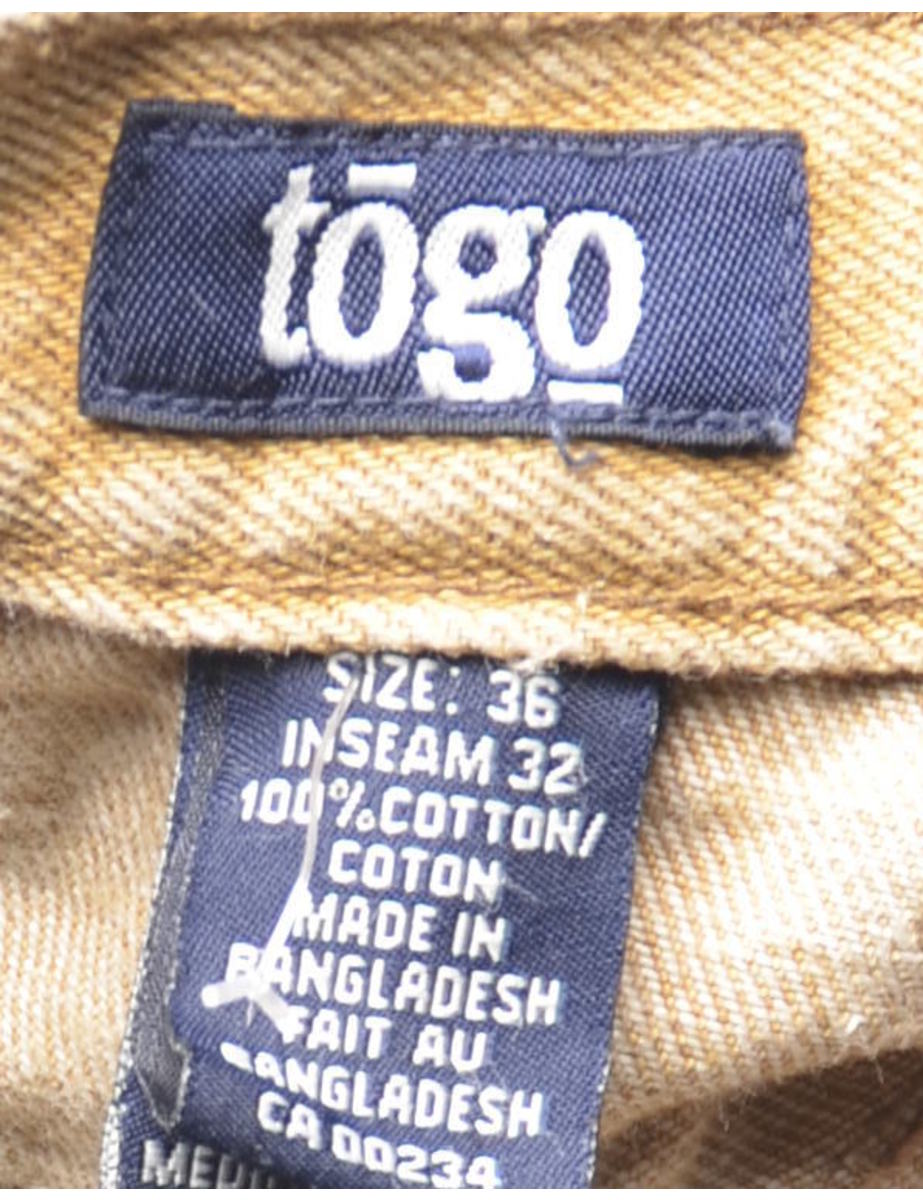 tōgo
SIZE: 36
INSEAM 32
100%COTTON/
COTON
MADE IN
BANGLADESH
FAIT AU
BANGLADESH
CA 00234